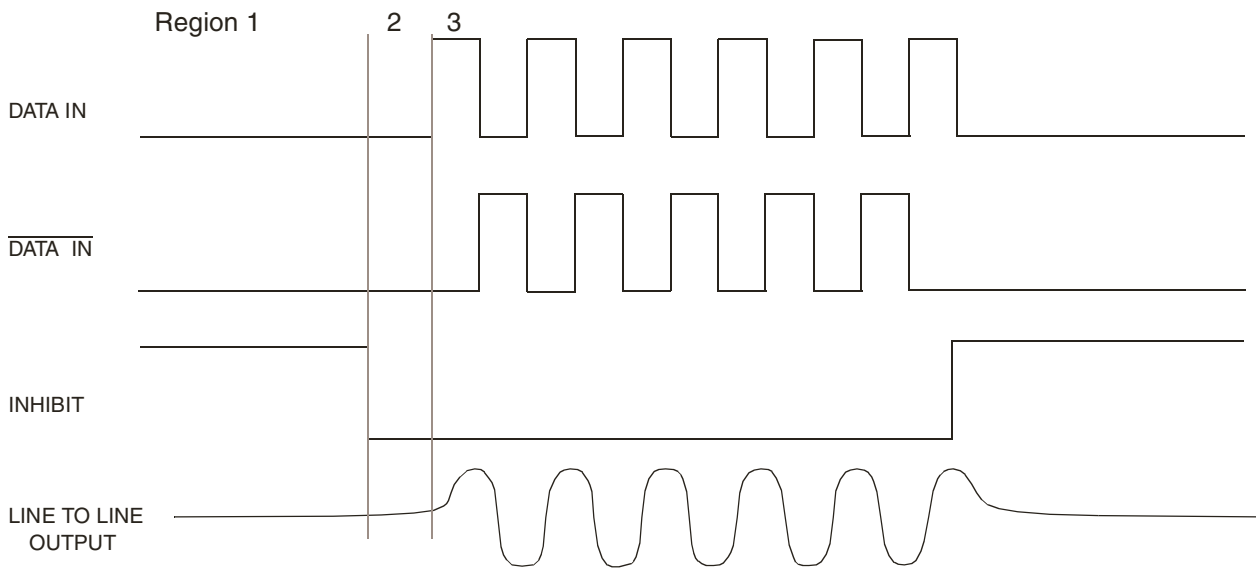 Region 1 2 3
DATA IN
DATA IN
INHIBIT
LINE TO LINE
OUTPUT